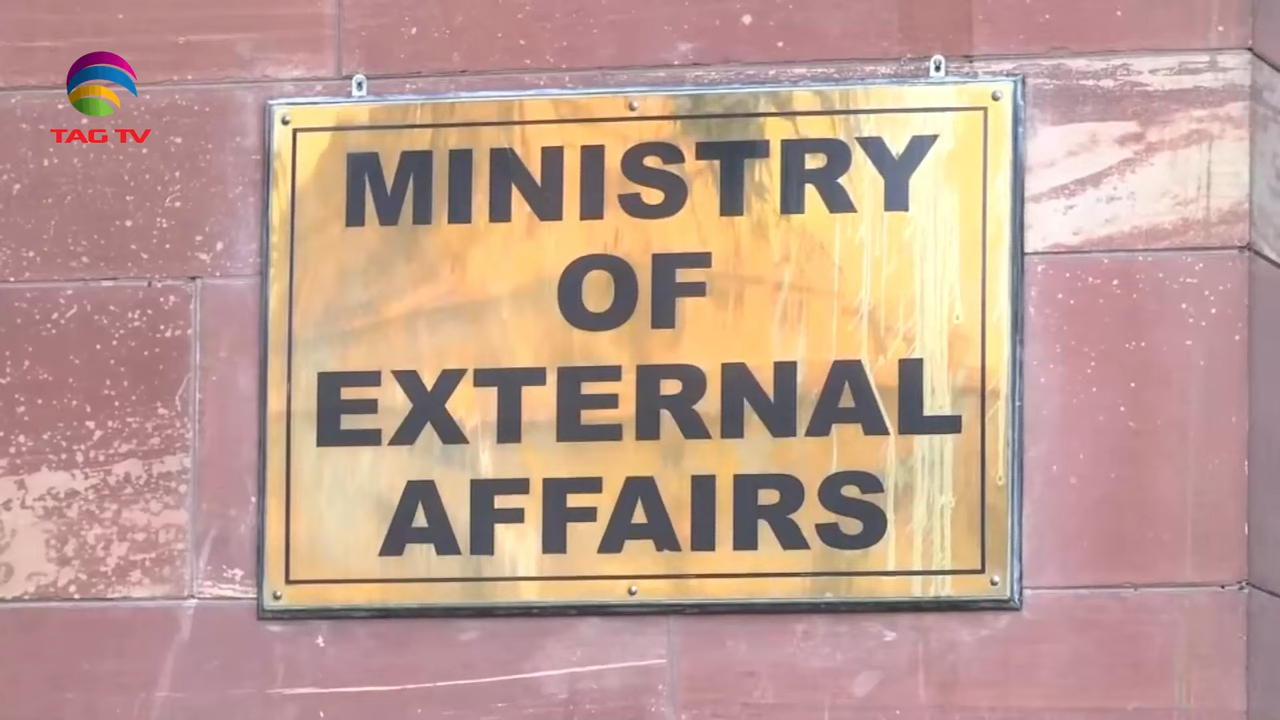 TAG TV
MINISTRY
OF
EXTERNAL
AFFAIRS